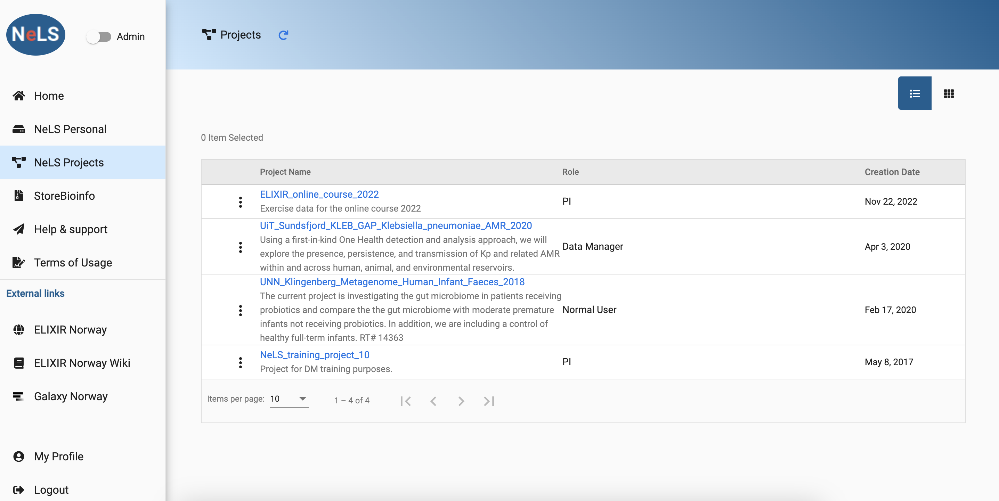 NeLS
Admin
Home
NeLS Personal
NeLS Projects
StoreBioinfo
Help & support
Terms of Usage
External links
ELIXIR Norway
ELIXIR Norway Wiki
Galaxy Norway
My Profile
Logout
Projects
0 Item Selected
Project Name Role Creation Date
ELIXIR_online_course_2022
Exercise data for the online course 2022
PI
Nov 22, 2022
UiT_Sundsfjord_KLEB_GAP_Klebsiella_pneumoniae_AMR_2020
Using a first-in-kind One Health detection and analysis approach, we will
explore the presence, persistence, and transmission of Kp and related AMR
within and across human, animal, and environmental reservoirs.
Data Manager
Apr 3, 2020
UNN_Klingenberg_Metagenome_Human_Infant_Faeces_2018
The current project is investigating the gut microbiome in patients receiving
probiotics and compare the the gut microbiome with moderate premature
infants not receiving probiotics. In addition, we are including a control of
healthy full-term infants. RT# 14363
Normal User
Feb 17, 2020
NeLS_training_project_10
Project for DM training purposes.
PI
May 8, 2017
Items per page: 10 1 – 4 of 4